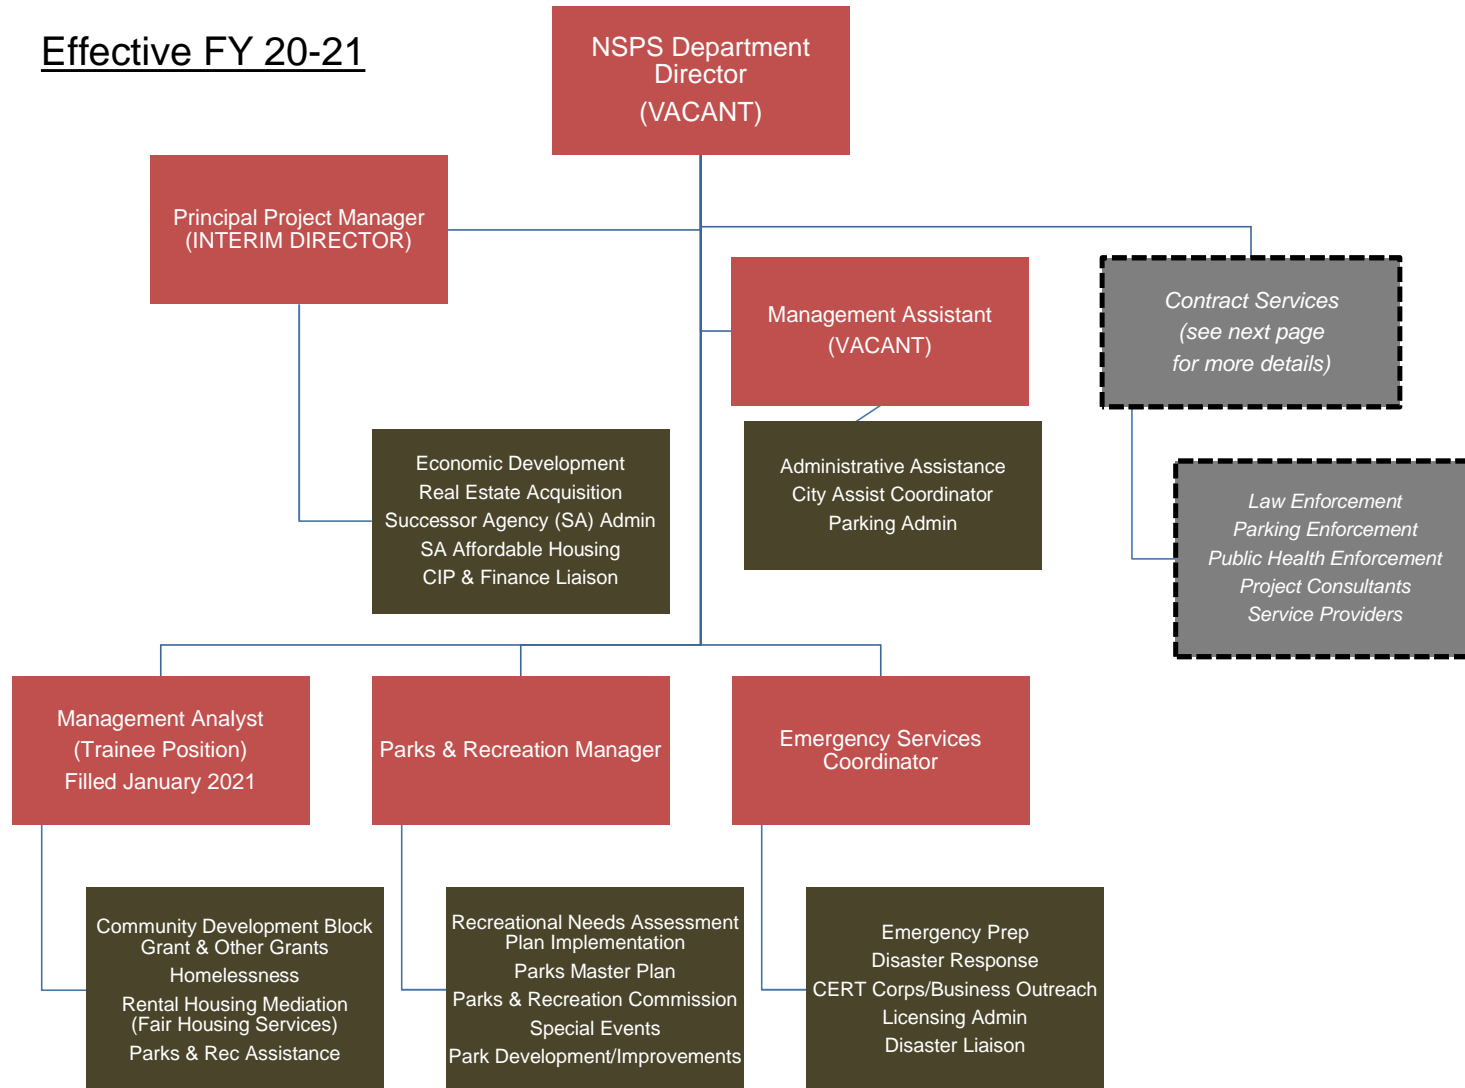 Effective FY 20-21
NSPS Department
Director
(VACANT)
Principal Project Manager
(INTERIM DIRECTOR)
Management Assistant
(VACANT)
Contract Services
(see next page
for more details)
Economic Development
Real Estate Acquisition
Successor Agency (SA) Admin
SA Affordable Housing
CIP & Finance Liaison
Administrative Assistance
City Assist Coordinator
Parking Admin
Law Enforcement
Parking Enforcement
Public Health Enforcement
Project Consultants
Service Providers
Management Analyst
(Trainee Position)
Filled January 2021
Parks & Recreation Manager
Emergency Services
Coordinator
Community Development Block
Grant & Other Grants
Homelessness
Rental Housing Mediation
(Fair Housing Services)
Parks & Rec Assistance
Recreational Needs Assessment
Plan Implementation
Parks Master Plan
Parks & Recreation Commission
Special Events
Park Development/Improvements
Emergency Prep
Disaster Response
CERT Corps/Business Outreach
Licensing Admin
Disaster Liaison